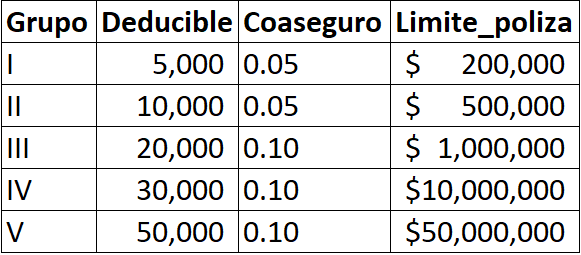 Grupo Deducible Coaseguro Limite_poliza
I 5,000 0.05 $ 200,000
II 10,000 0.05 $ 500,000
III 20,000 0.10 $ 1,000,000
IV 30,000 0.10 $10,000,000
V 50,000 0.10 $50,000,000